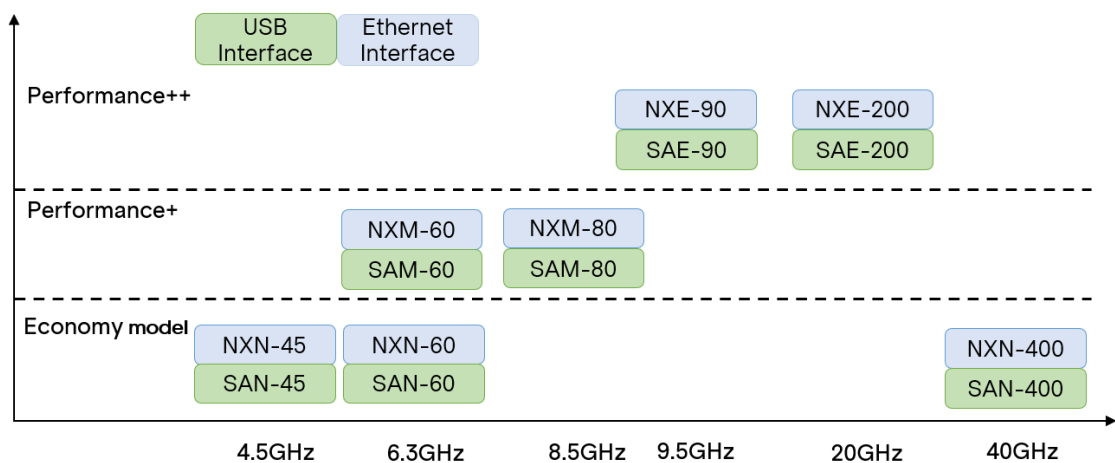 USB
Interface
Ethernet
Interface
Performance++
NXE-90
NXE-200
SAE-90
SAE-200
Performance+
NXM-60
NXM-80
SAM-60
SAM-80
Economy model
NXN-45
NXN-60
NXN-400
SAN-45
SAN-60
SAN-400
4.5GHz
6.3GHz
8.5GHz
9.5GHz
20GHz
40GHz